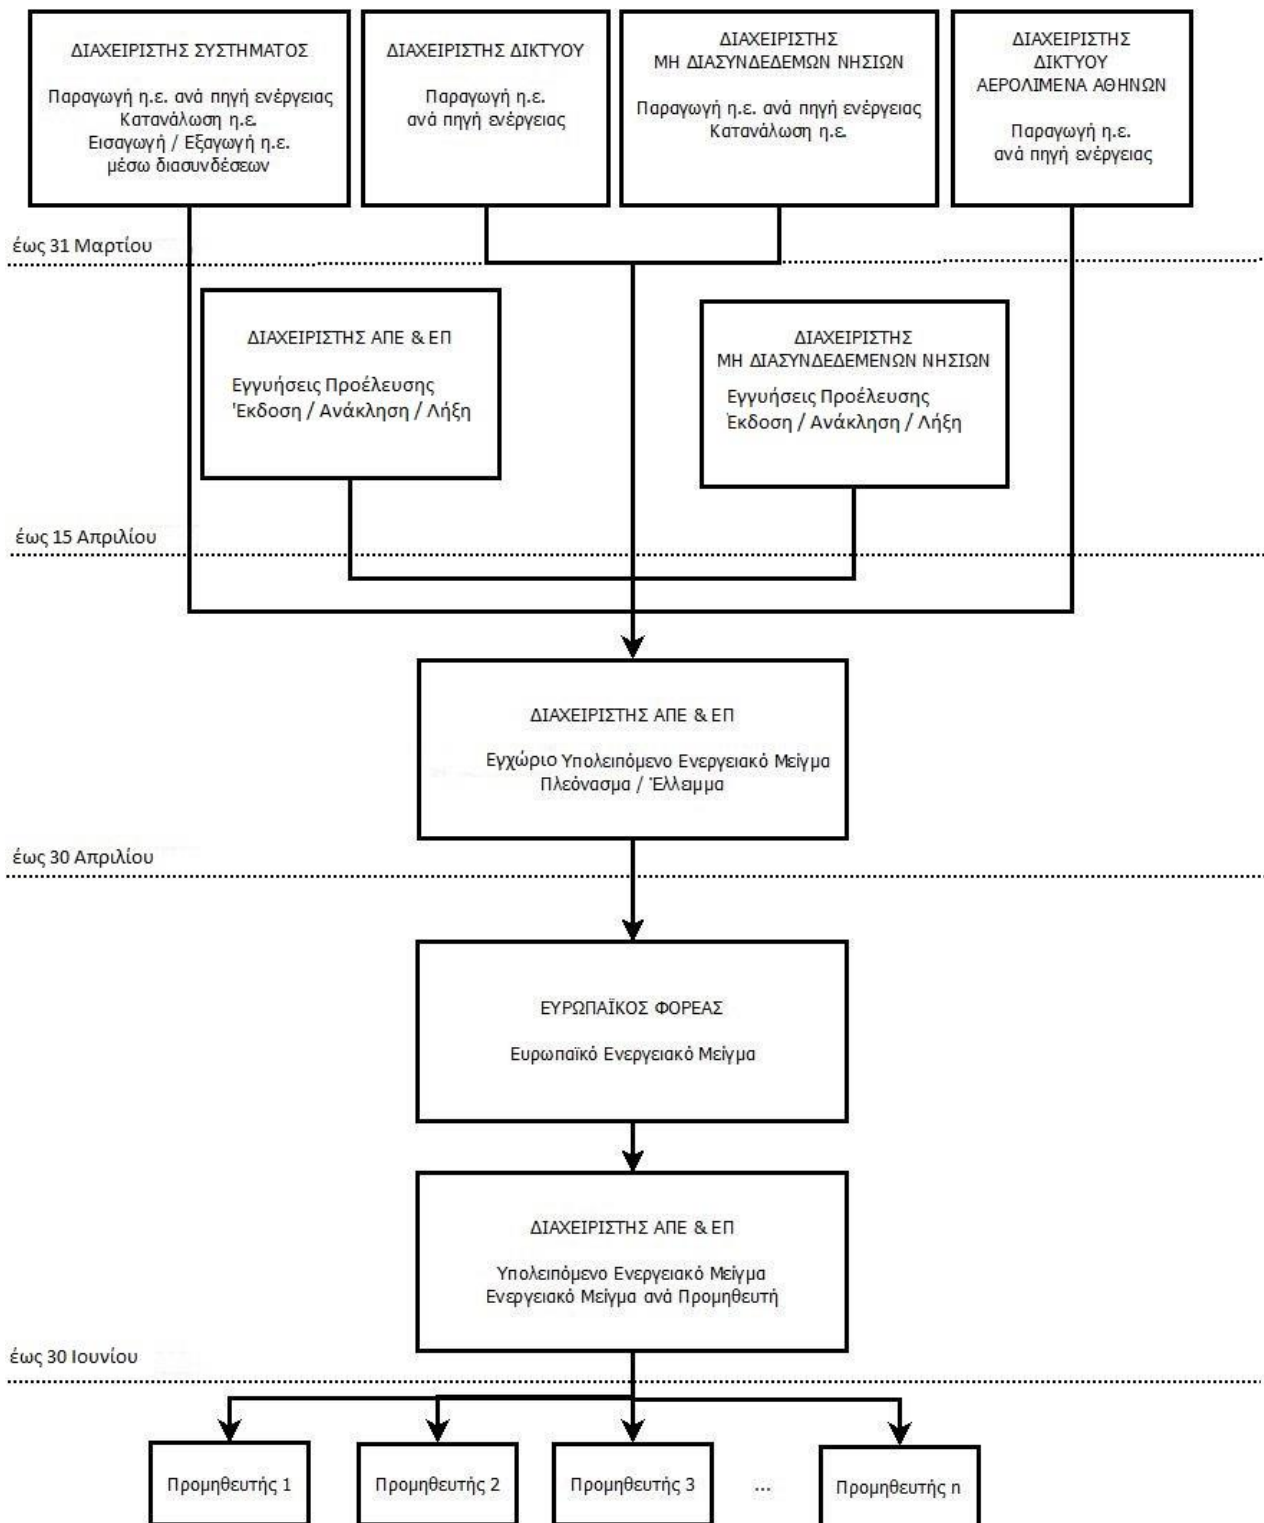 ΔΙΑΧΕΙΡΙΣΤΗΣ ΣΥΣΤΗΜΑΤΟΣ
Παραγωγή η.ε. ανά πηγή ενέργειας
Κατανάλωση η.ε.
Εισαγωγή / Εξαγωγή η.ε.
μέσω διασυνδέσεων
ΔΙΑΧΕΙΡΙΣΤΗΣ ΔΙΚΤΥΟΥ
Παραγωγή η.ε.
ανά πηγή ενέργειας
ΔΙΑΧΕΙΡΙΣΤΗΣ
ΜΗ ΔΙΑΣΥΝΔΕΔΕΜΩΝ ΝΗΣΙΩΝ
Παραγωγή η.ε. ανά πηγή ενέργειας
Κατανάλωση η.ε.
ΔΙΑΧΕΙΡΙΣΤΗΣ
ΔΙΚΤΥΟΥ
ΑΕΡΟΛΙΜΕΝΑ ΑΘΗΝΩΝ
Παραγωγή η.ε.
ανά πηγή ενέργειας
έως 31 Μαρτίου
ΔΙΑΧΕΙΡΙΣΤΗΣ ΑΠΕ & ΕΠ
Εγγυήσεις Προέλευσης
Έκδοση / Ανάκληση / Λήξη
ΔΙΑΧΕΙΡΙΣΤΗΣ
ΜΗ ΔΙΑΣΥΝΔΕΔΕΜΕΝΩΝ ΝΗΣΙΩΝ
Εγγυήσεις Προέλευσης
Έκδοση / Ανάκληση / Λήξη
έως 15 Απριλίου
ΔΙΑΧΕΙΡΙΣΤΗΣ ΑΠΕ & ΕΠ
Εγχώριο Υπολειπόμενο Ενεργειακό Μείγμα
Πλεόνασμα / Έλλειμμα
έως 30 Απριλίου
ΕΥΡΩΠΑΪΚΟΣ ΦΟΡΕΑΣ
Ευρωπαϊκό Ενεργειακό Μείγμα
ΔΙΑΧΕΙΡΙΣΤΗΣ ΑΠΕ & ΕΠ
Υπολειπόμενο Ενεργειακό Μείγμα
Ενεργειακό Μείγμα ανά Προμηθευτή
έως 30 Ιουνίου
Προμηθευτής 1
Προμηθευτής 2
Προμηθευτής 3
...
Προμηθευτής n